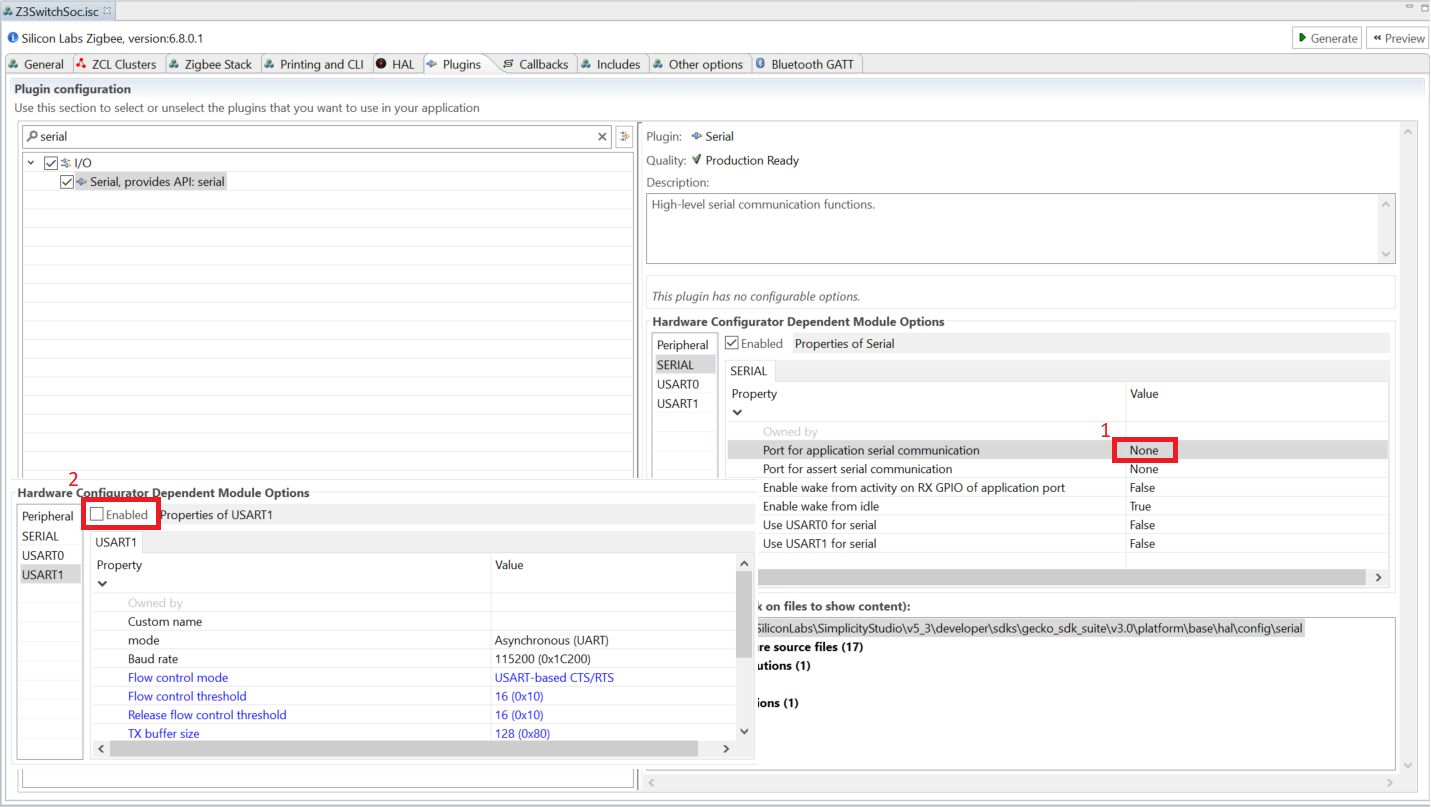 Z3SwitchSoc.isc
Silicon Labs Zigbee, version:6.8.0.1
Generate
Preview
General
ZCL Clusters
Zigbee Stack
Printing and CLI
HAL
Plugins
Callbacks
Includes
Other options
Bluetooth GATT
Plugin configuration
Use this section to select or unselect the plugins that you want to use in your application
serial
I/O
Serial, provides API: serial
Plugin: Serial
Quality: Production Ready
Description:
High-level serial communication functions.
This plugin has no configurable options.
Hardware Configurator Dependent Module Options
Peripheral
SERIAL
USART0
USART1
Enabled Properties of Serial
SERIAL
Property Value
Owned by
1
Port for application serial communication None
Port for assert serial communication None
Enable wake from activity on RX GPIO of application port False
Enable wake from idle True
Use USART0 for serial False
Use USART1 for serial False
2
Hardware Configurator Dependent Module Options
Peripheral
SERIAL
USART0
USART1
Enabled Properties of USART1
USART1
Property Value
Owned by
Custom name
mode Asynchronous (UART)
Baud rate 115200 (0x1C200)
Flow control mode USART-based CTS/RTS
Flow control threshold 16 (0x10)
Release flow control threshold 16 (0x10)
TX buffer size 128 (0x80)
k on files to show content):
SiliconLabs\SimplicityStudio\v5_3\developer\sdks\gecko_sdk_suite\v3.0\platform\base\hal\config\serial
re source files (17)
utions (1)
ions (1)